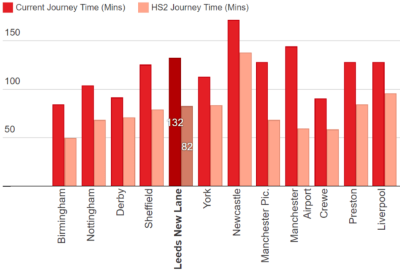 Current Journey Time (Mins) HS2 Journey Time (Mins)
150
100
50
132
82
Birmingham
Nottingham
Derby
Sheffield
Leeds New Lane
York
Newcastle
Manchester Pic.
Manchester
Airport
Crewe
Preston
Liverpool